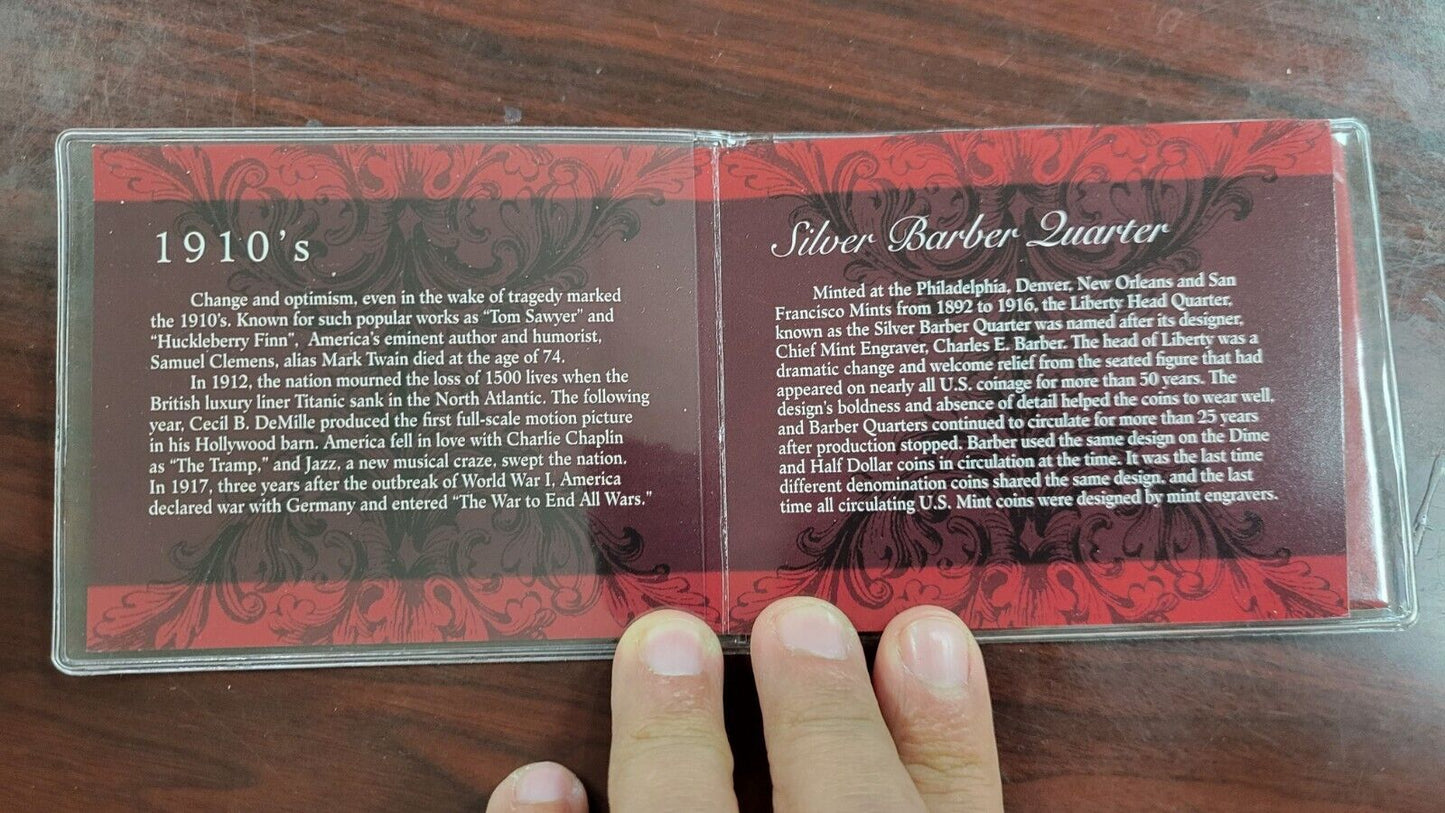 1910's
Change and optimism, even in the wake of tragedy marked
the 1910's. Known for such popular works as "Tom Sawyer" and
"Huckleberry Finn", America's eminent author and humorist,
Samuel Clemens, alias Mark Twain died at the age of 74.
In 1912, the nation mourned the loss of 1500 lives when the
British luxury liner Titanic sank in the North Atlantic. The following
year, Cecil B. DeMille produced the first full-scale motion picture
in his Hollywood barn. America fell in love with Charlie Chaplin
as "The Tramp," and Jazz, a new musical craze, swept the nation.
In 1917, three years after the outbreak of World War I, America
declared war with Germany and entered "The War to End All Wars."
Silver Barber Quarter
Minted at the Philadelphia, Denver, New Orleans and San
Francisco Mints from 1892 to 1916, the Liberty Head Quarter,
known as the Silver Barber Quarter was named after its designer,
Chief Mint Engraver, Charles E. Barber. The head of Liberty was a
dramatic change and welcome relief from the seated figure that had
appeared on nearly all U.S. coinage for more than 50 years. The
design's boldness and absence of detail helped the coins to wear well,
and Barber Quarters continued to circulate for more than 25 years
after production stopped. Barber used the same design on the Dime
and Half Dollar coins in circulation at the time. It was the last time
different denomination coins shared the same design, and the last
time all circulating U.S. Mint coins were designed by mint engravers.